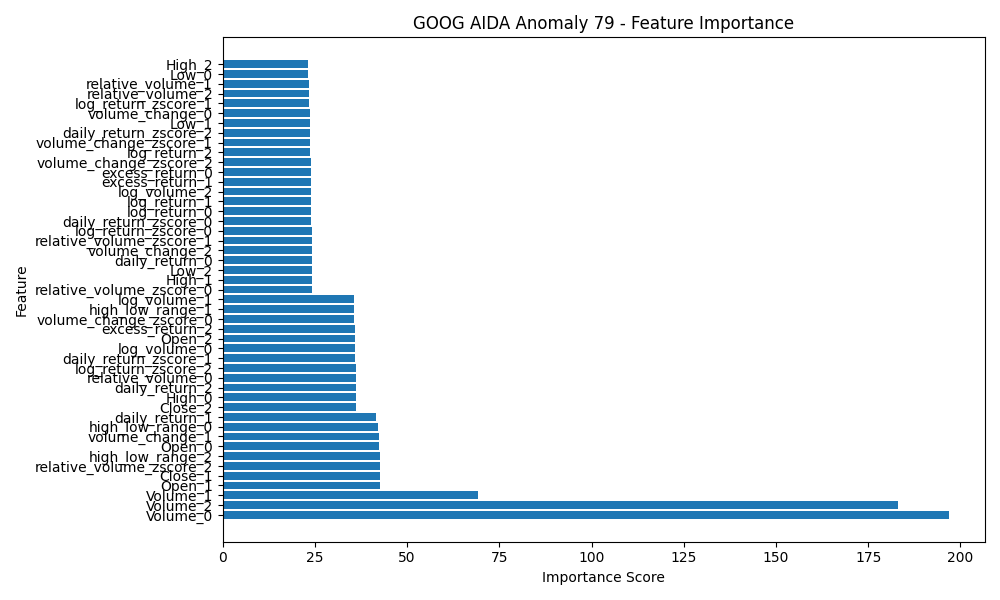 GOOG AIDA Anomaly 79 - Feature Importance
High_2
Low_0
relative_volume_1
relative_volume_2
log_return_zscore_1
volume_change_0
Low_1
daily_return_zscore_2
volume_change_zscore_1
log_return_2
volume_change_zscore_2
excess_return_0
excess_return_1
log_volume_2
log_return_1
log_return_0
daily_return_zscore_0
log_return_zscore_0
relative_volume_zscore_1
volume_change_2
daily_return_0
Low_2
High_1
relative_volume_zscore_0
log_volume_1
high_low_range_1
volume_change_zscore_0
excess_return_2
Open_2
log_volume_0
daily_return_zscore_1
log_return_zscore_2
relative_volume_0
daily_return_2
High_0
Close_2
daily_return_1
high_low_range_0
volume_change_1
Open_0
high_low_range_2
relative_volume_zscore_2
Close_1
Open_1
Volume_1
Volume_2
Volume_0
Feature
0 25 50 75 100 125 150 175 200
Importance Score